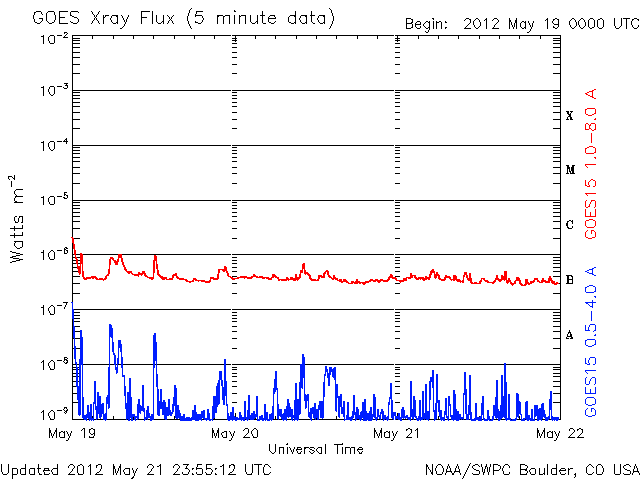 GOES Xray Flux (5 minute data)
Begin: 2012 May 19 0000 UTC
10⁻²
10⁻³
10⁻⁴
10⁻⁵
10⁻⁶
10⁻⁷
10⁻⁸
10⁻⁹
Watts m⁻²
X
M
C
B
A
GOES15 1.0-8.0 A
GOES15 0.5-4.0 A
May 19
May 20
May 21
May 22
Universal Time
Updated 2012 May 21 23:55:12 UTC
NOAA/SWPC Boulder, CO USA